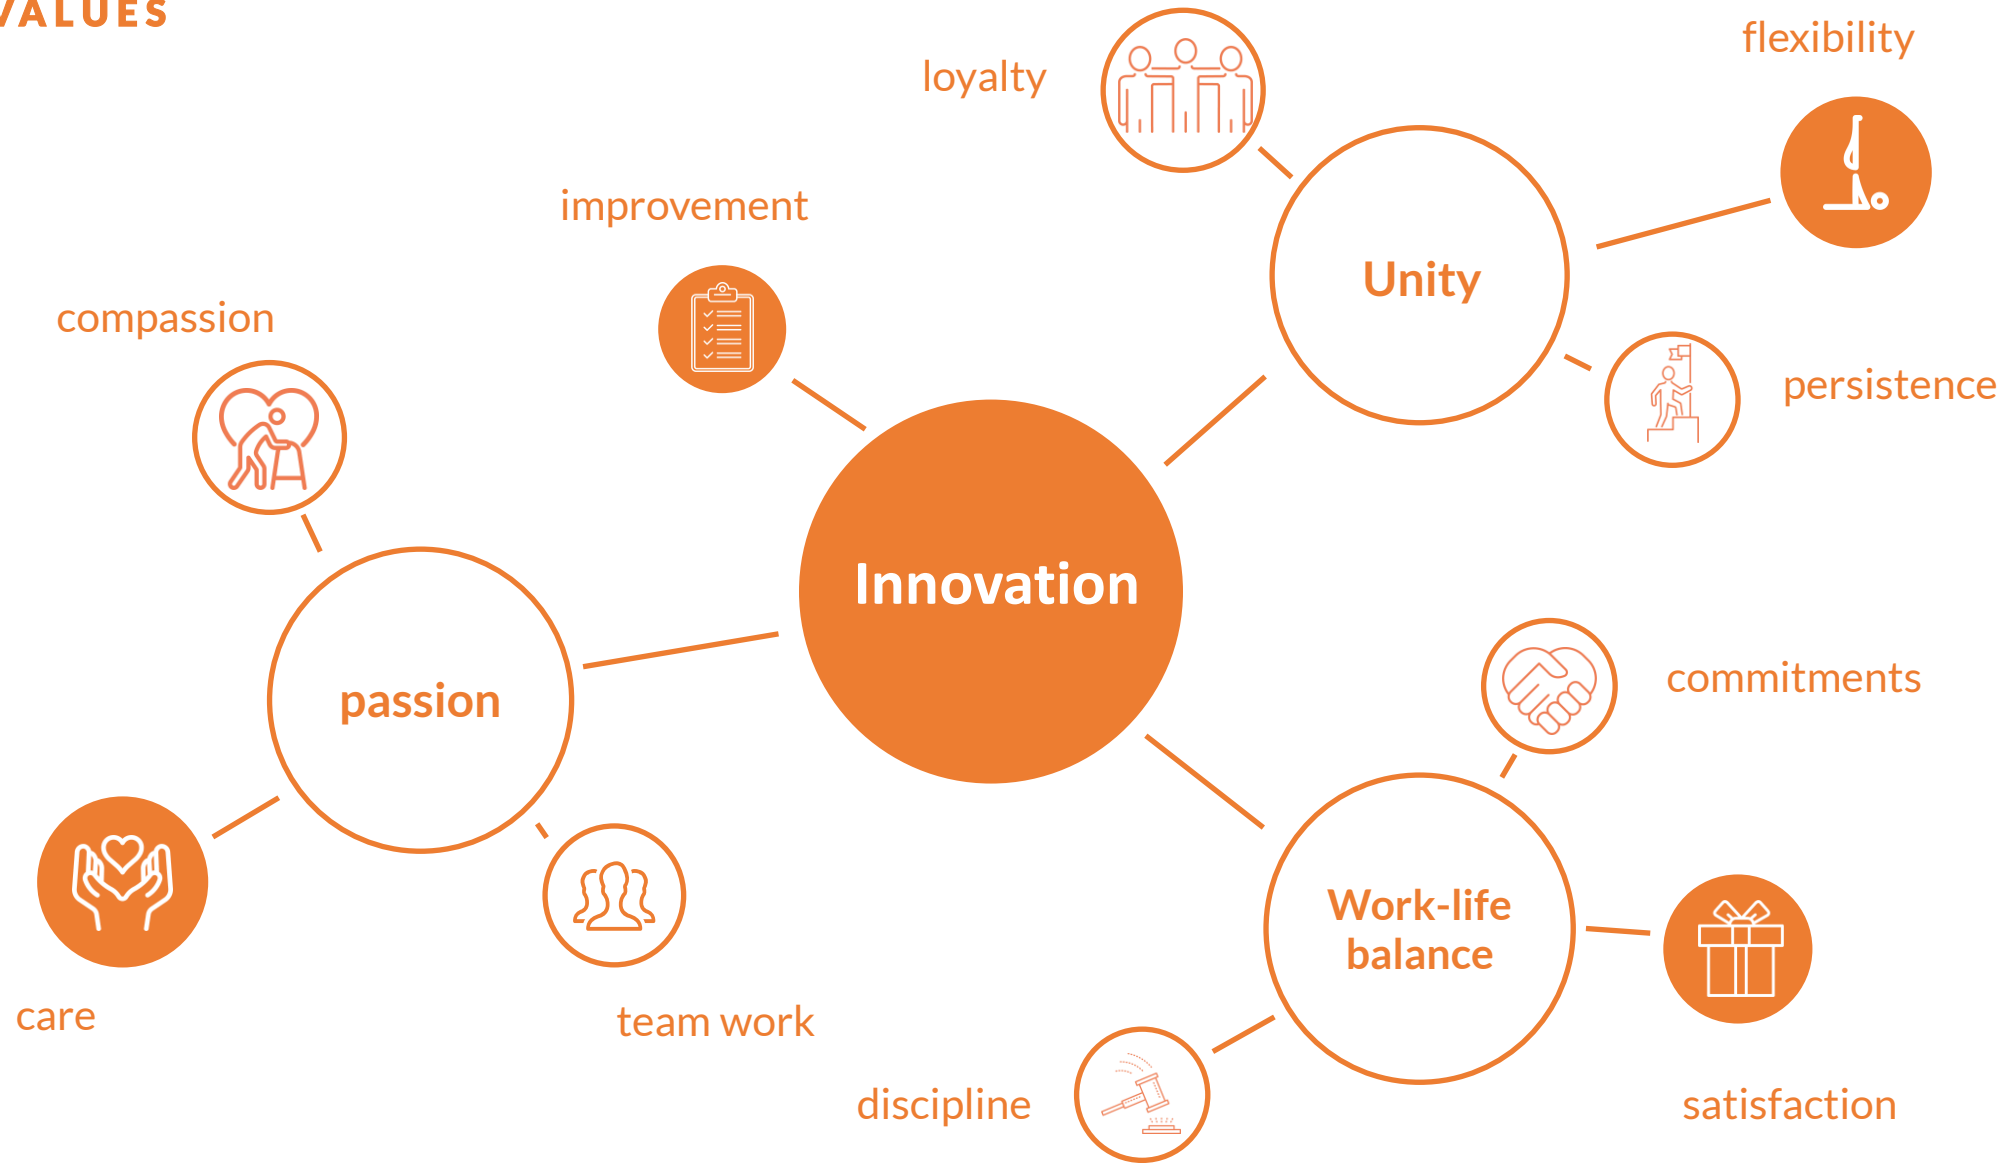 VALUES
flexibility
loyalty
improvement
Unity
compassion
persistence
Innovation
commitments
passion
Work-life
balance
care
team work
discipline
satisfaction